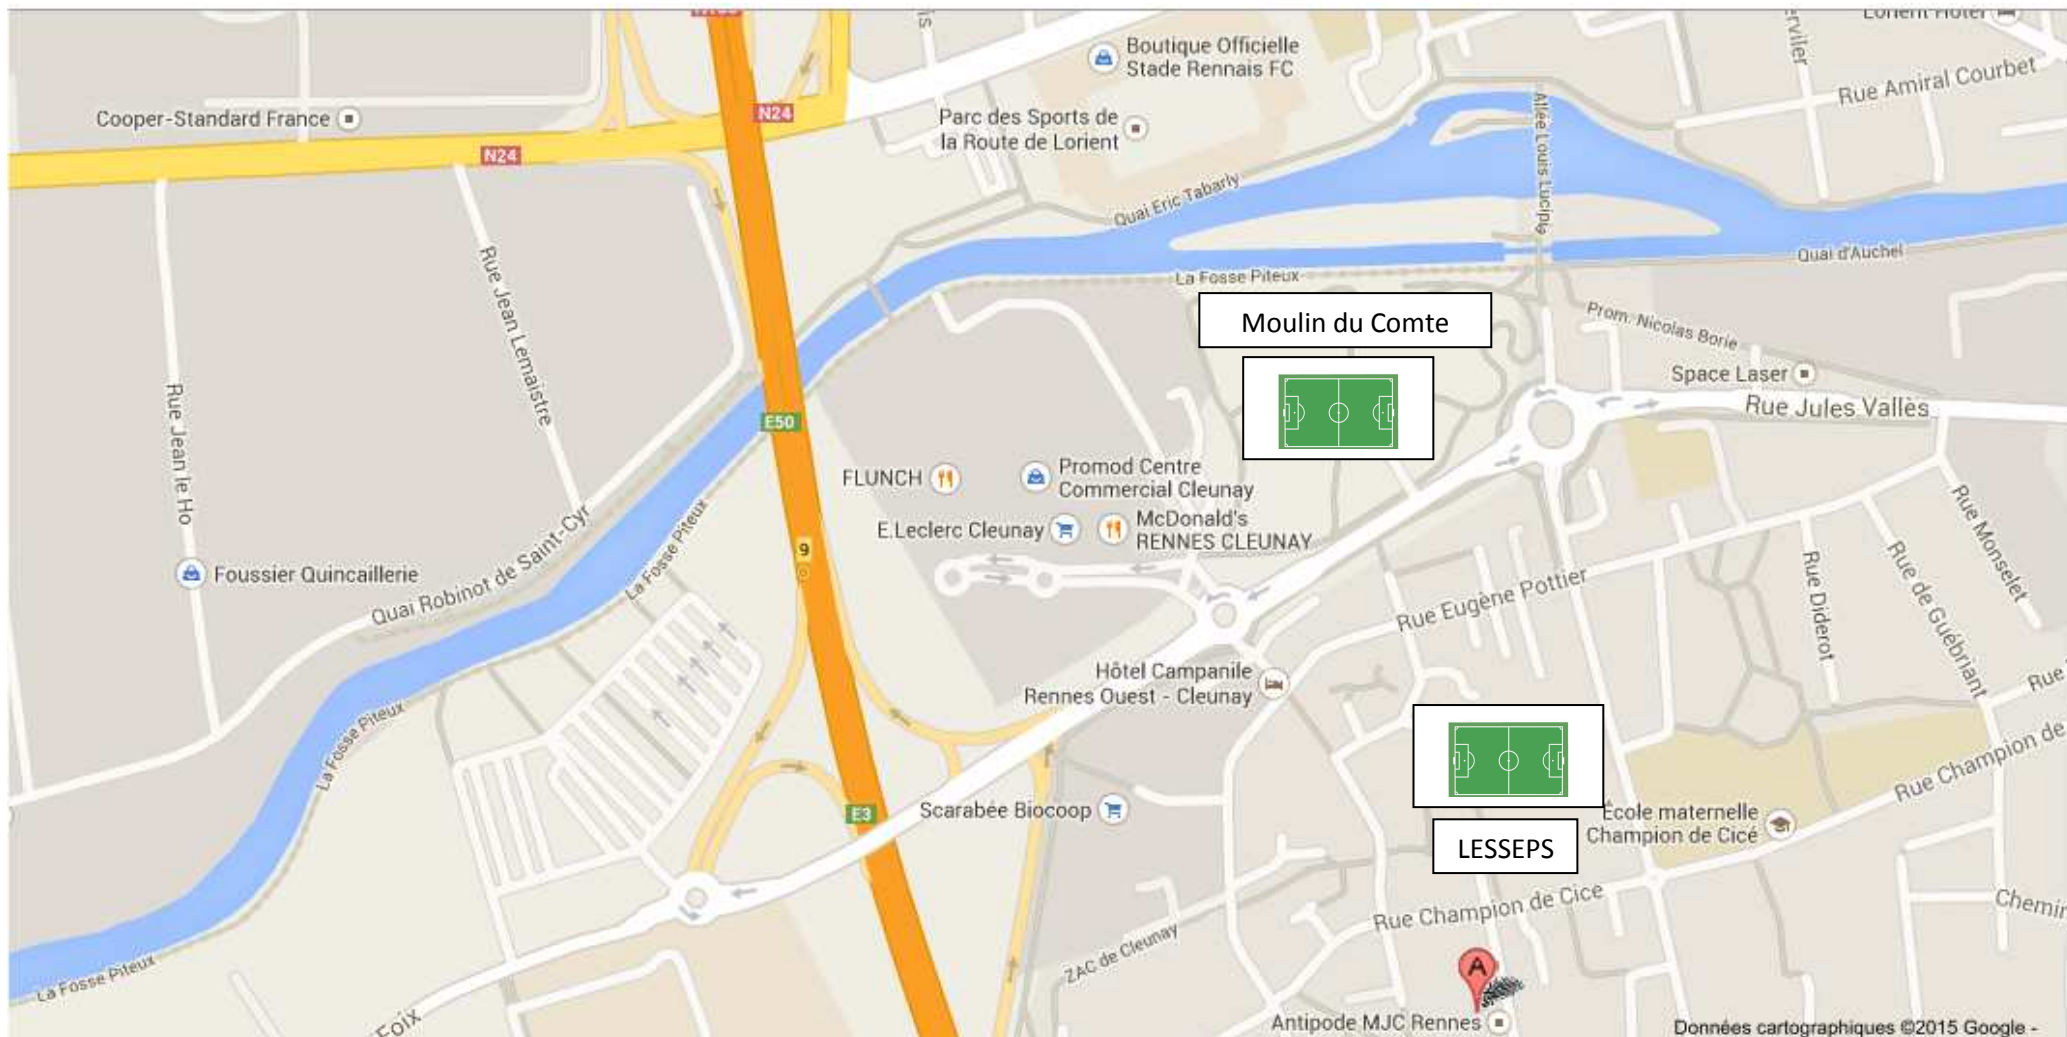 Lorient Hotel
Boutique Officielle
Stade Rennais FC
Rue Amiral Courbet
Cooper-Standard France
N24
Parc des Sports de
la Route de Lorient
N24
Allée Louis Luciple
Quai Eric Tabarly
Quai d'Auchel
La Fosse Piteux
Rue Jean Lemaistre
Moulin du Comte
Prom. Nicolas Borie
Space Laser
Rue Jules Vallès
Rue Jean le Ho
E50
FLUNCH
Promod Centre
Commercial Cleunay
E.Leclerc Cleunay
McDonald's
RENNES CLEUNAY
9
Rue Monselet
Rue de Guébriant
Rue Diderot
Foussier Quincaillerie
Quai Robinot de Saint-Cyr
La Fosse Piteux
Rue Eugène Pottier
Hôtel Campanile
Rennes Ouest - Cleunay
Rue
La Fosse Piteux
Rue Champion de
E3
Scarabée Biocoop
École maternelle
Champion de Cicé
LESSEPS
Rue Champion de Cice
Chemin
ZAC de Cleunay
La Fosse Piteux
A
Foix
Antipode MJC Rennes
Données cartographiques ©2015 Google -